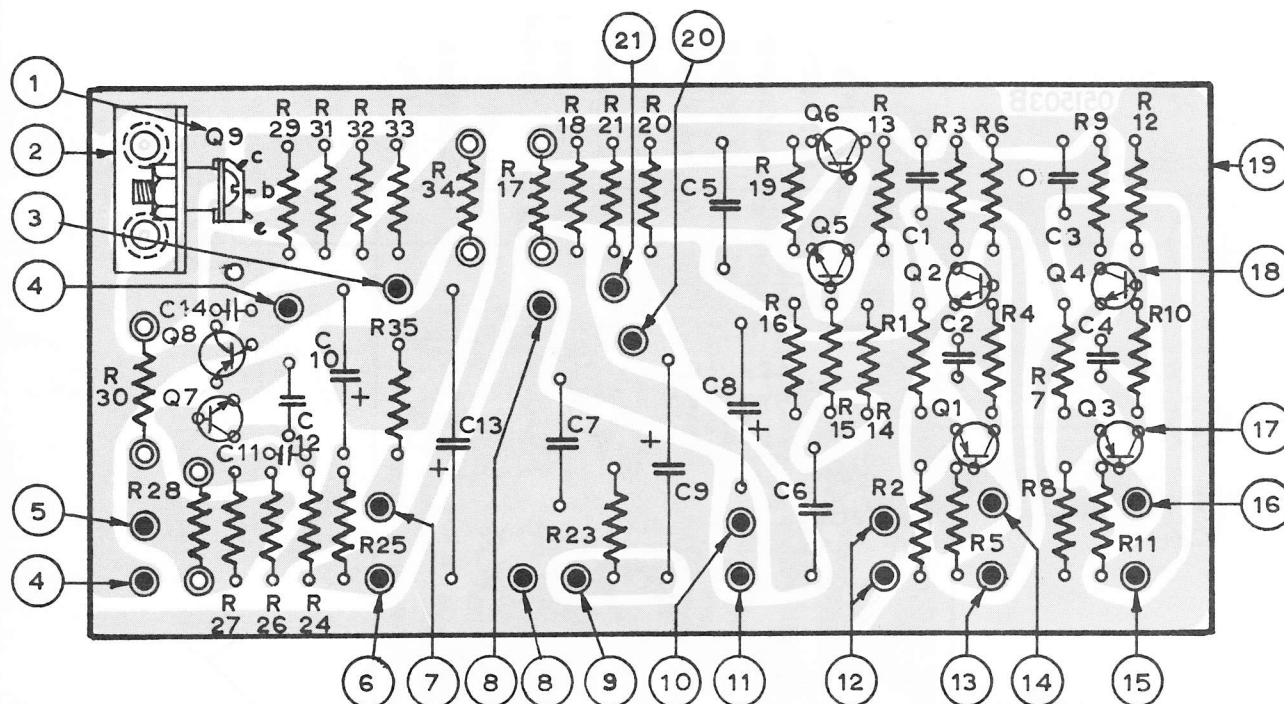 21
20
1
2
3
4
5
4
051503B
Q9
c
b
e
R 29
R 31
R 32
R 33
R 34
R 17
R 18
R 21
R 20
C5
R 19
Q6
R 13
R3
R6
C1
R9
R 12
C3
19
Q5
Q2
Q4
18
C14
Q8
R 30
Q7
C 10
+
R35
C 12
C11
C13
+
C7
C8
+
C9
+
R 16
R 15
R 14
R1
C2
R4
R 7
C4
R10
Q1
Q3
17
R28
R 27
R 26
R 24
R25
R23
C6
R2
R5
R8
R11
16
6
7
8
8
9
10
11
12
13
14
15